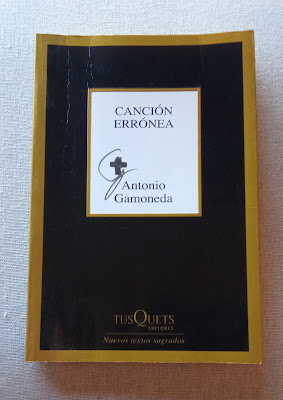 CANCIÓN
ERRÓNEA
Antonio
Gamoneda
TUSQUETS
EDITORES
Nuevos textos sagrados